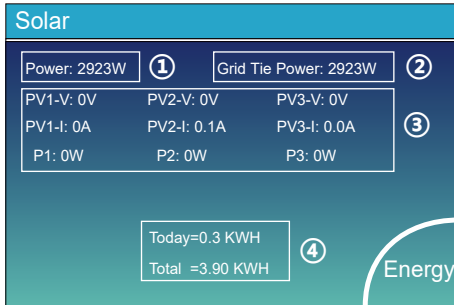 Solar
Power: 2923W ① Grid Tie Power: 2923W ②
PV1-V: 0V PV2-V: 0V PV3-V: 0V
PV1-I: 0A PV2-I: 0.1A PV3-I: 0.0A ③
P1: 0W P2: 0W P3: 0W
Today=0.3 KWH
④
Total =3.90 KWH
Energy